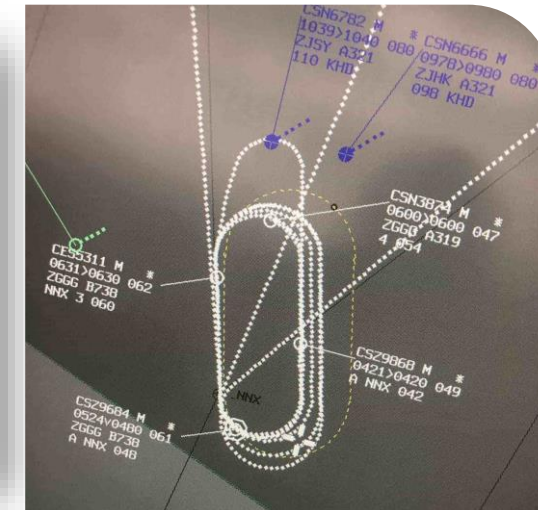 CSN6782 M *
1039>1040 080
ZJSY A321
110 KHD
CSN6666 M *
0978>0980 080
ZJHK A321
098 KHD
CSN3874 M *
0600>0600 047
ZGGG A319
4 054
CES5311 M *
0631>0630 062
ZGGG B738
NNX 3 060
CSZ9868 M *
0421>0420 049
A NNX 042
NNX
CSZ9684 M *
0524v0480 061
ZGGG B738
A NNX 048